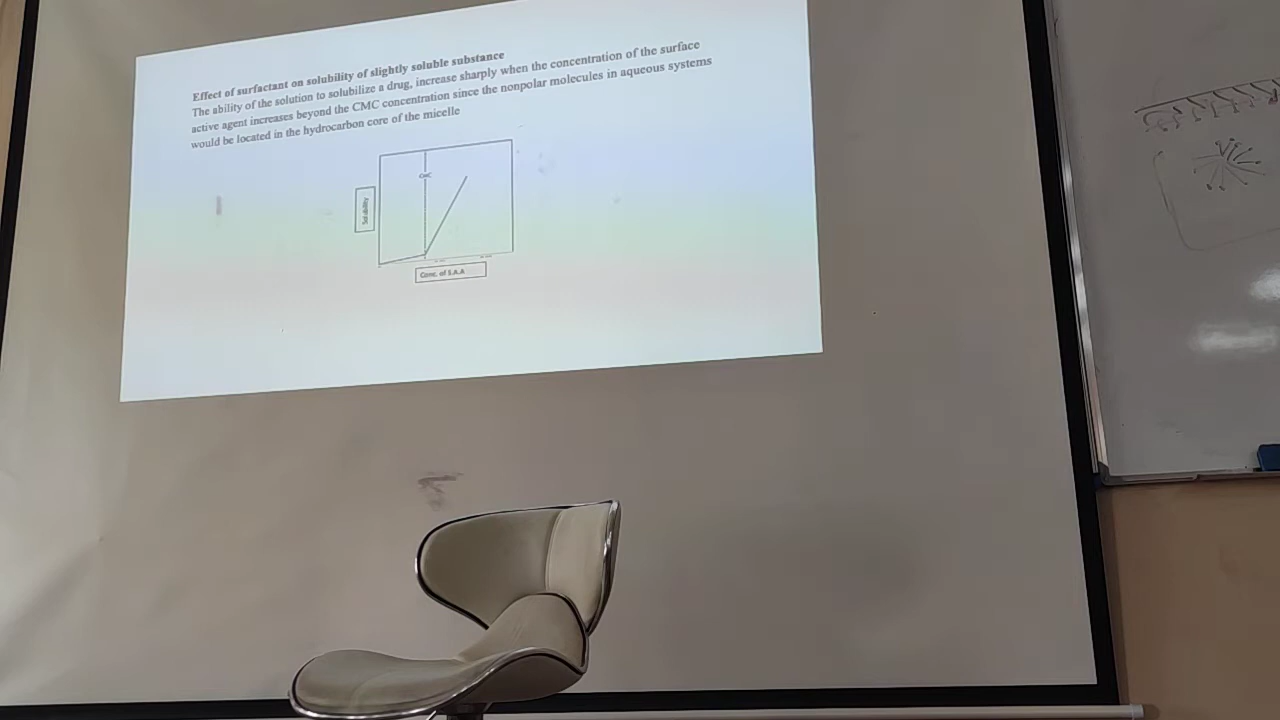 Effect of surfactant on solubility of slightly soluble substance
The ability of the solution to solubilize a drug, increase sharply when the concentration of the surface
active agent increases beyond the CMC concentration since the nonpolar molecules in aqueous systems
would be located in the hydrocarbon core of the micelle
CMC
Solubility
Conc. of S.A.A